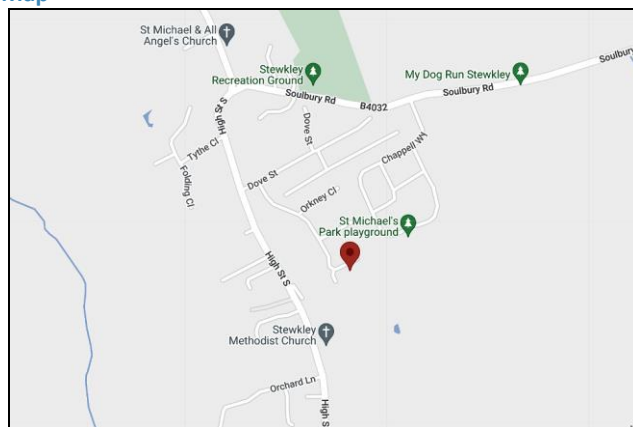 St Michael & All
Angel's Church
Stewkley
Recreation Ground
My Dog Run Stewkley
Soulbury
Soulbury Rd
Soulbury Rd
B4032
High St S
Dove St
Tythe Cl
Folding Cl
Dove St
Chappell W
Orkney Cl
St Michael's
Park playground
High St S
Stewkley
Methodist Church
Orchard Ln
High S